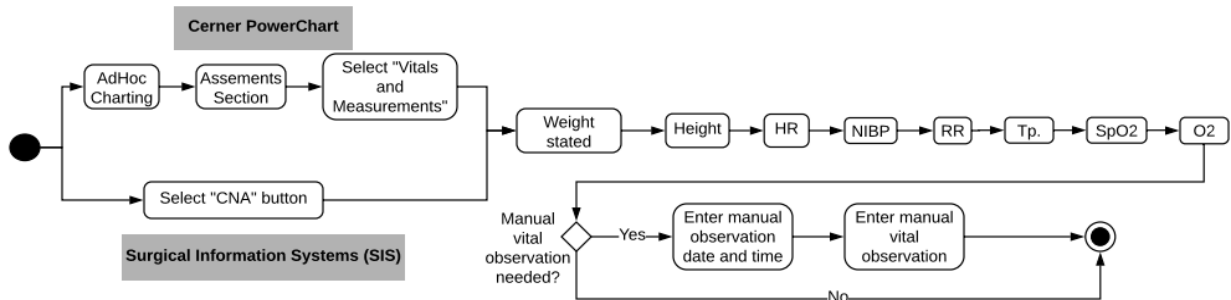 Cerner PowerChart
AdHoc
Charting
Assements
Section
Select "Vitals
and
Measurements"
Select "CNA" button
Surgical Information Systems (SIS)
Weight
stated
Height
HR
NIBP
RR
Tp.
SpO2
O2
Manual
vital
observation
needed?
Yes
Enter manual
observation
date and time
Enter manual
vital
observation
No